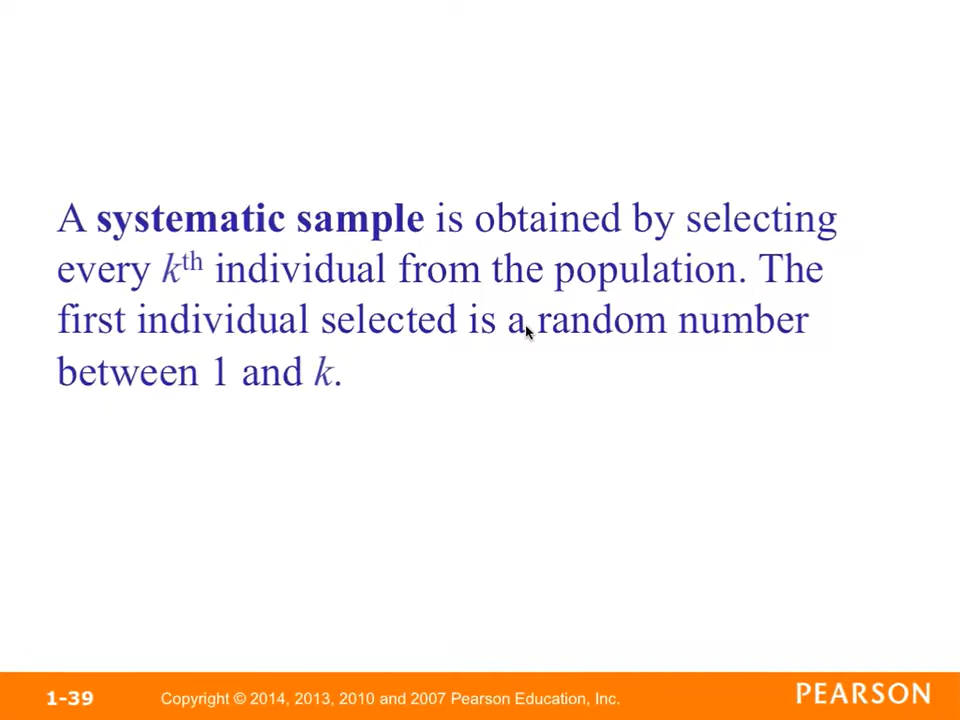 A systematic sample is obtained by selecting
every kth individual from the population. The
first individual selected is a random number
between 1 and k.
1-39
Copyright © 2014, 2013, 2010 and 2007 Pearson Education, Inc.
PEARSON